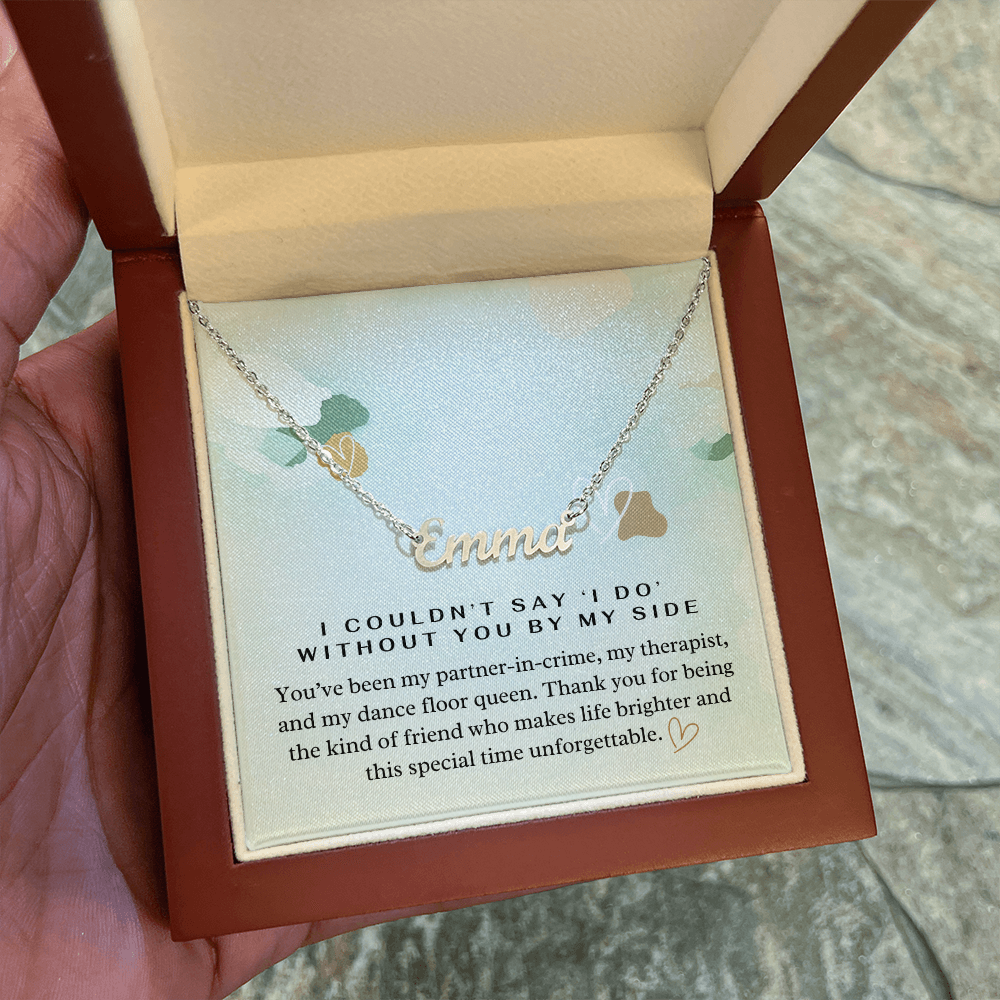 Emma
I COULDN’T SAY ‘I DO’
WITHOUT YOU BY MY SIDE
You’ve been my partner-in-crime, my therapist,
and my dance floor queen. Thank you for being
the kind of friend who makes life brighter and
this special time unforgettable.